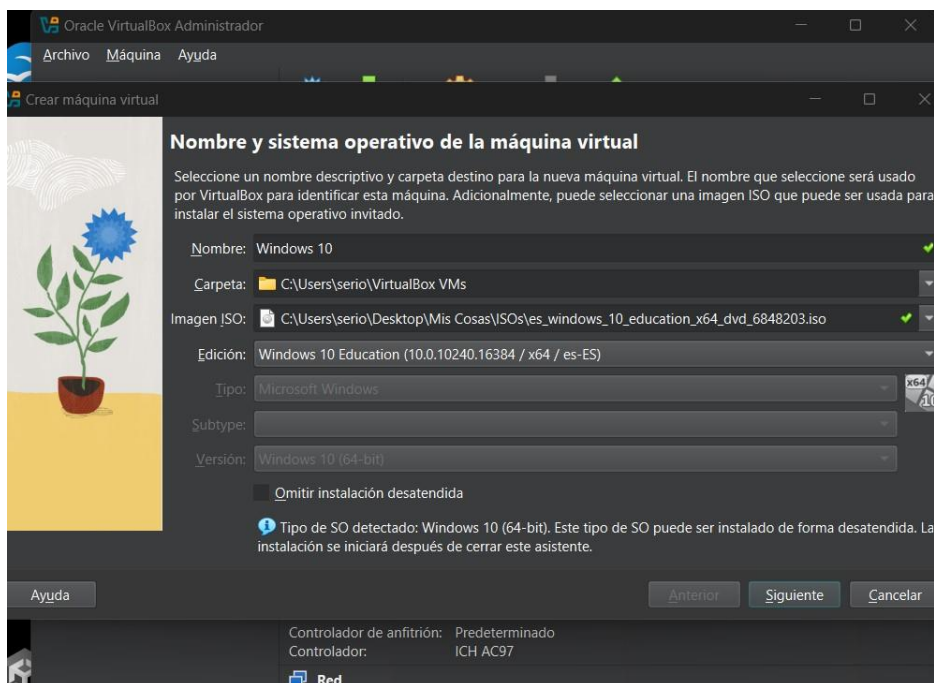 Oracle VirtualBox Administrador
Archivo Máquina Ayuda
Crear máquina virtual
Nombre y sistema operativo de la máquina virtual
Seleccione un nombre descriptivo y carpeta destino para la nueva máquina virtual. El nombre que seleccione será usado
por VirtualBox para identificar esta máquina. Adicionalmente, puede seleccionar una imagen ISO que puede ser usada para
instalar el sistema operativo invitado.
Nombre: Windows 10
Carpeta: C:\Users\serio\VirtualBox VMs
Imagen ISO: C:\Users\serio\Desktop\Mis Cosas\ISOs\es_windows_10_education_x64_dvd_6848203.iso
Edición: Windows 10 Education (10.0.10240.16384 / x64 / es-ES)
Tipo: Microsoft Windows
x64
10
Subtype:
Versión: Windows 10 (64-bit)
Omitir instalación desatendida
Tipo de SO detectado: Windows 10 (64-bit). Este tipo de SO puede ser instalado de forma desatendida. La
instalación se iniciará después de cerrar este asistente.
Ayuda Anterior Siguiente Cancelar
Controlador de anfitrión: Predeterminado
Controlador: ICH AC97
Red